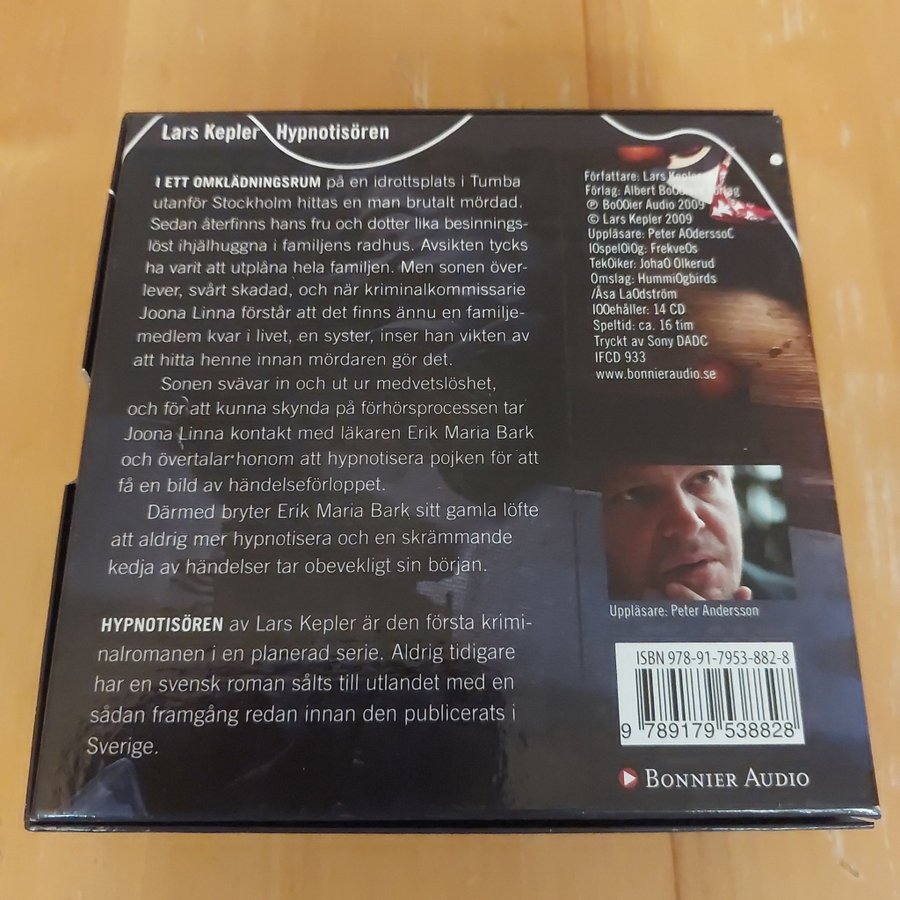 Lars Kepler Hypnotisören
I ETT OMKLÄDNINGSRUM på en idrottsplats i Tumba
utanför Stockholm hittas en man brutalt mördad.
Sedan återfinns hans fru och dotter lika besinnings-
löst ihjälhuggna i familjens radhus. Avsikten tycks
ha varit att utplåna hela familjen. Men sonen över-
lever, svårt skadad, och när kriminalkommissarie
Joona Linna förstår att det finns ännu en familje-
medlem kvar i livet, en syster, inser han vikten av
att hitta henne innan mördaren gör det.
Sonen svävar in och ut ur medvetslöshet,
och för att kunna skynda på förhörsprocessen tar
Joona Linna kontakt med läkaren Erik Maria Bark
och övertalar honom att hypnotisera pojken för att
få en bild av händelseförloppet.
Därmed bryter Erik Maria Bark sitt gamla löfte
att aldrig mer hypnotisera och en skrämmande
kedja av händelser tar obevekligt sin början.
HYPNOTISÖREN av Lars Kepler är den första krimi-
nalromanen i en planerad serie. Aldrig tidigare
har en svensk roman sålts till utlandet med en
sådan framgång redan innan den publicerats i
Sverige.
Författare: Lars Kepler
Förlag: Albert BoOOiers Förlag
℗ BoOOier Audio 2009
© Lars Kepler 2009
Uppläsare: Peter AOderssoC
IOspelOiOg: FrekveOs
TekOiker: JohaO Olkerud
Omslag: HummiOgbirds
/Åsa LaOdström
IOOehåller: 14 CD
Speltid: ca. 16 tim
Tryckt av Sony DADC
IFCD 933
www.bonnieraudio.se
Uppläsare: Peter Andersson
ISBN 978-91-7953-882-8
9 789179 538828
BONNIER AUDIO